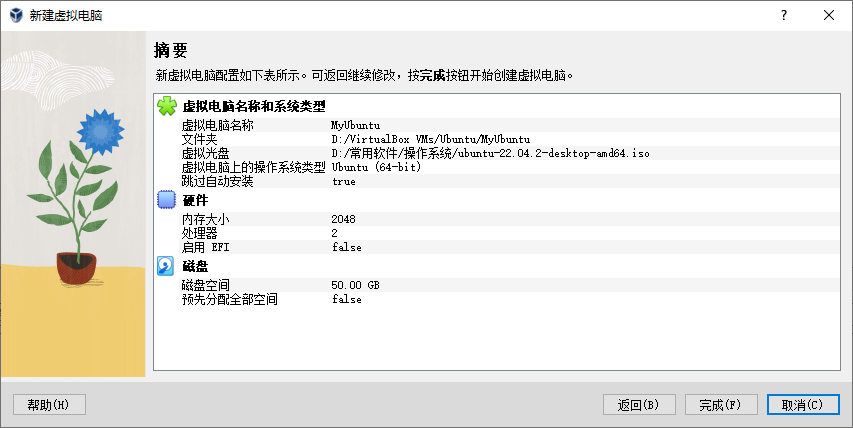 新建虚拟电脑
摘要
新虚拟电脑配置如下表所示。可返回继续修改，按完成按钮开始创建虚拟电脑。
虚拟电脑名称和系统类型
虚拟电脑名称 MyUbuntu
文件夹 D:/VirtualBox VMs/Ubuntu/MyUbuntu
虚拟光盘 D:/常用软件/操作系统/ubuntu-22.04.2-desktop-amd64.iso
虚拟电脑上的操作系统类型 Ubuntu (64-bit)
跳过自动安装 true
硬件
内存大小 2048
处理器 2
启用 EFI false
磁盘
磁盘空间 50.00 GB
预先分配全部空间 false
帮助(H) 返回(B) 完成(F) 取消(C)